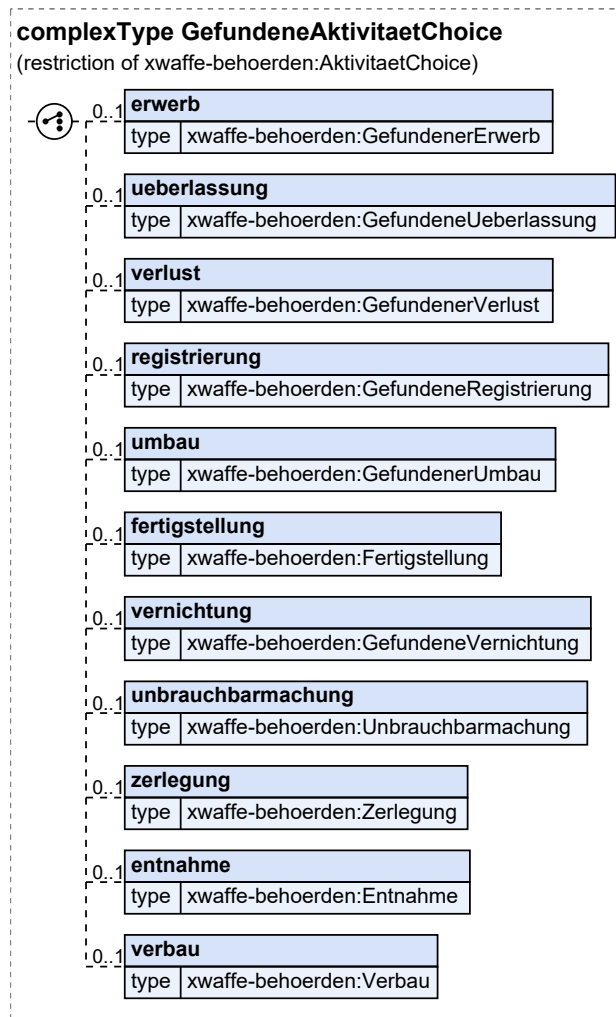 complexType GefundeneAktivitaetChoice
(restriction of xwaffe-behoerden:AktivitaetChoice)
0..1 erwerb
type xwaffe-behoerden:GefundenerErwerb
0..1 ueberlassung
type xwaffe-behoerden:GefundeneUeberlassung
0..1 verlust
type xwaffe-behoerden:GefundenerVerlust
0..1 registrierung
type xwaffe-behoerden:GefundeneRegistrierung
0..1 umbau
type xwaffe-behoerden:GefundenerUmbau
0..1 fertigstellung
type xwaffe-behoerden:Fertigstellung
0..1 vernichtung
type xwaffe-behoerden:GefundeneVernichtung
0..1 unbrauchbarmachung
type xwaffe-behoerden:Unbrauchbarmachung
0..1 zerlegung
type xwaffe-behoerden:Zerlegung
0..1 entnahme
type xwaffe-behoerden:Entnahme
0..1 verbau
type xwaffe-behoerden:Verbau